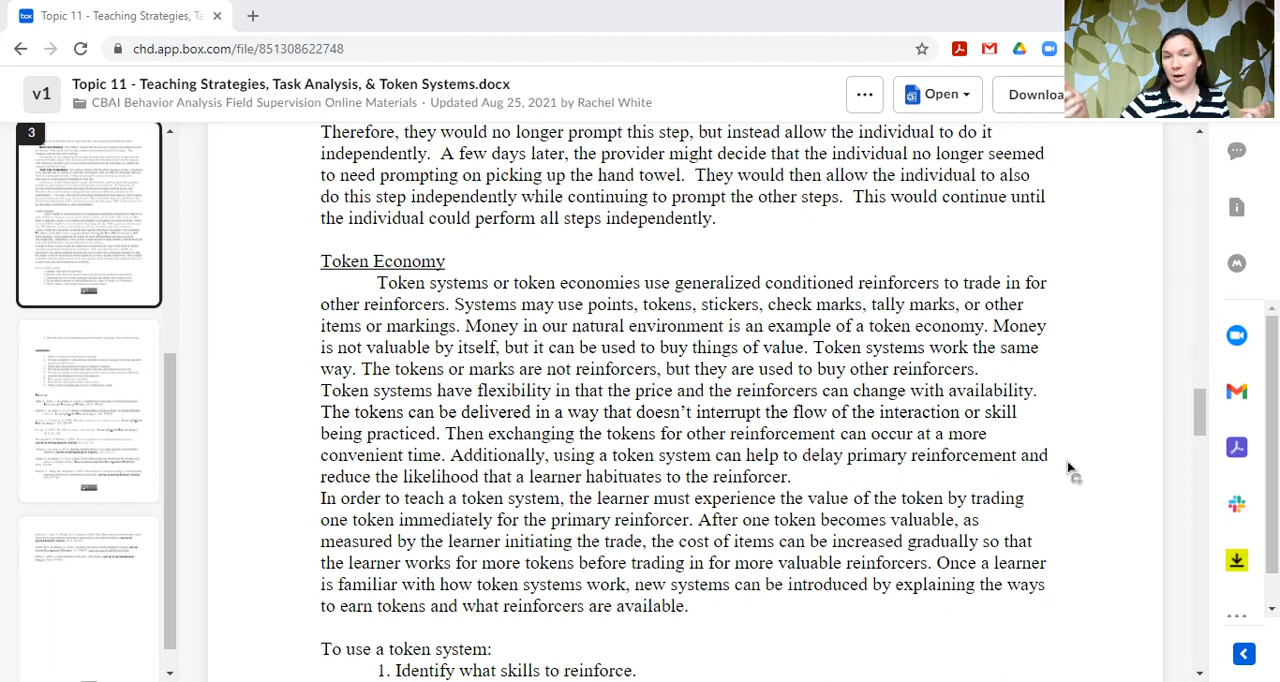 box
Topic 11 - Teaching Strategies, Ta
chd.app.box.com/file/851308622748
v1
Topic 11 - Teaching Strategies, Task Analysis, & Token Systems.docx
CBAI Behavior Analysis Field Supervision Online Materials · Updated Aug 25, 2021 by Rachel White
Open
Downloa
3
Therefore, they would no longer prompt this step, but instead allow the individual to do it
independently. A few days later, the provider might decide that the individual no longer seemed
to need prompting on taking to the hand towel. They would then allow the individual to also
do this step independently while continuing to prompt the other steps. This would continue until
the individual could perform all steps independently.
Token Economy
Token systems or token economies use generalized conditioned reinforcers to trade in for
other reinforcers. Systems may use points, tokens, stickers, check marks, tally marks, or other
items or markings. Money in our natural environment is an example of a token economy. Money
is not valuable by itself, but it can be used to buy things of value. Token systems work the same
way. The tokens or marks are not reinforcers, but they are used to buy other reinforcers.
Token systems have flexibility in that the prices and the reinforcers can change with availability.
The tokens can be delivered in a way that doesn't interrupt the flow of the interaction or skill
being practiced. Then exchanging the tokens for other reinforcement can occur at a more
convenient time. Additionally, using a token system can help to delay primary reinforcement and
reduce the likelihood that a learner habituates to the reinforcer.
In order to teach a token system, the learner must experience the value of the token by trading
one token immediately for the primary reinforcer. After one token becomes valuable, as
measured by the learner initiating the trade, the cost of items can be increased gradually so that
the learner works for more tokens before trading in for more valuable reinforcers. Once a learner
is familiar with how token systems work, new systems can be introduced by explaining the ways
to earn tokens and what reinforcers are available.
To use a token system:
1. Identify what skills to reinforce.